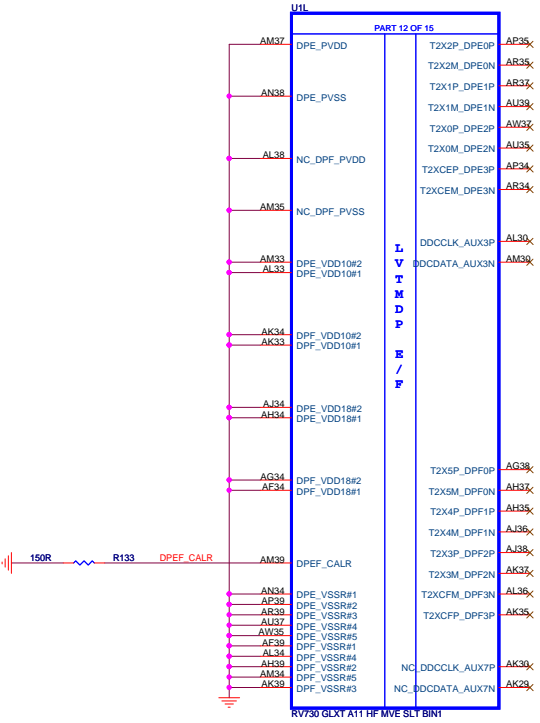 U1L
PART 12 OF 15
AM37 DPE_PVDD T2X2P_DPE0P AP35
T2X2M_DPE0N AR35
T2X1P_DPE1P AR37
AN38 DPE_PVSS T2X1M_DPE1N AU39
T2X0P_DPE2P AW37
T2X0M_DPE2N AU35
AL38 NC_DPF_PVDD T2XCEP_DPE3P AP34
T2XCEM_DPE3N AR34
AM35 NC_DPF_PVSS
DDCCLK_AUX3P AL30
AM33 DPE_VDD10#2 DDCDATA_AUX3N AM30
AL33 DPE_VDD10#1
LVTMDP E/F
AK34 DPF_VDD10#2
AK33 DPF_VDD10#1
AJ34 DPE_VDD18#2
AH34 DPE_VDD18#1
AG34 DPF_VDD18#2 T2X5P_DPF0P AG38
AF34 DPF_VDD18#1 T2X5M_DPF0N AH37
T2X4P_DPF1P AH35
T2X4M_DPF1N AJ36
T2X3P_DPF2P AJ38
150R R133 DPEF_CALR AM39 DPEF_CALR T2X3M_DPF2N AK37
AN34 DPE_VSSR#1 T2XCFM_DPF3N AL36
AP39 DPE_VSSR#2
AR39 DPE_VSSR#3 T2XCFP_DPF3P AK35
AU37 DPE_VSSR#4
AW35 DPE_VSSR#5
AF39 DPF_VSSR#1
AL34 DPF_VSSR#4
AH39 DPF_VSSR#2 NC_DDCCLK_AUX7P AK30
AM34 DPF_VSSR#5
AK39 DPF_VSSR#3 NC_DDCDATA_AUX7N AK29
RV730 GLXT A11 HF MVE SLT BIN1